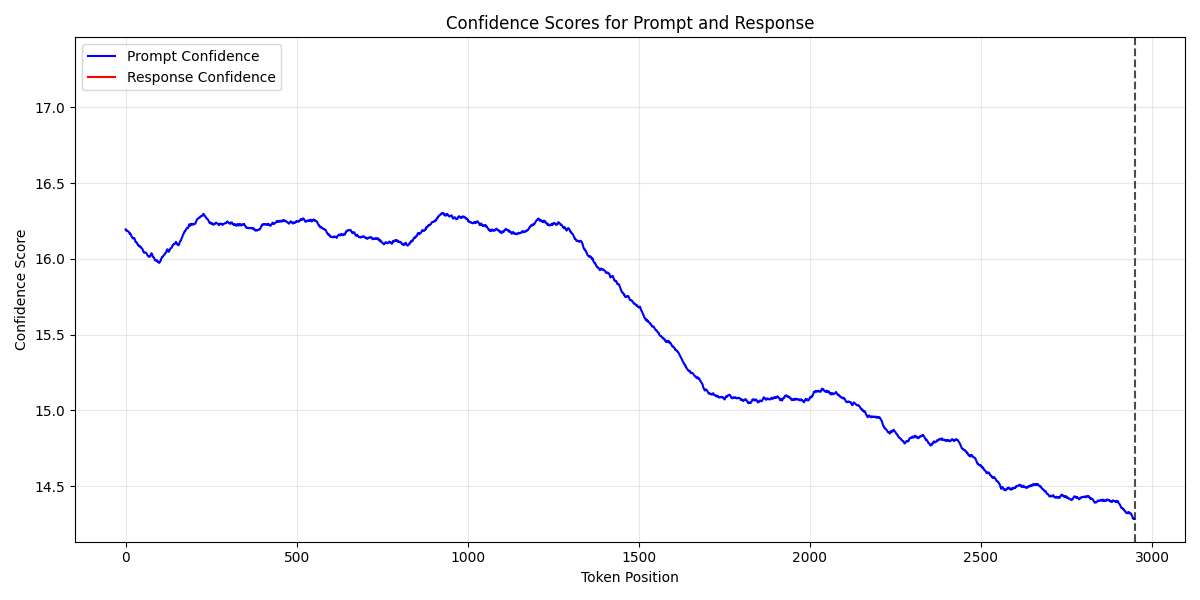 Confidence Scores for Prompt and Response
Prompt Confidence
Response Confidence
Confidence Score
17.0
16.5
16.0
15.5
15.0
14.5
0
500
1000
1500
2000
2500
3000
Token Position